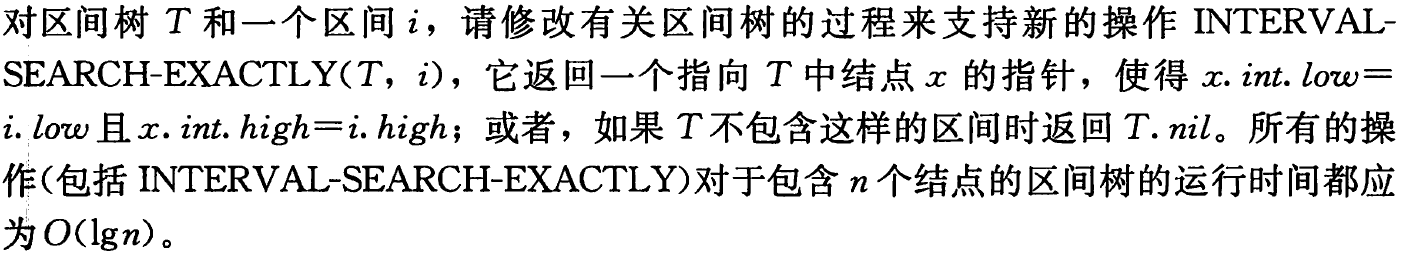 对区间树 T 和一个区间 i，请修改有关区间树的过程来支持新的操作 INTERVAL-
SEARCH-EXACTLY(T, i)，它返回一个指向 T 中结点 x 的指针，使得 x. int. low=
i. low 且 x. int. high=i. high；或者，如果 T 不包含这样的区间时返回 T. nil。所有的操
作(包括 INTERVAL-SEARCH-EXACTLY)对于包含 n 个结点的区间树的运行时间都应
为 O(lgn)。